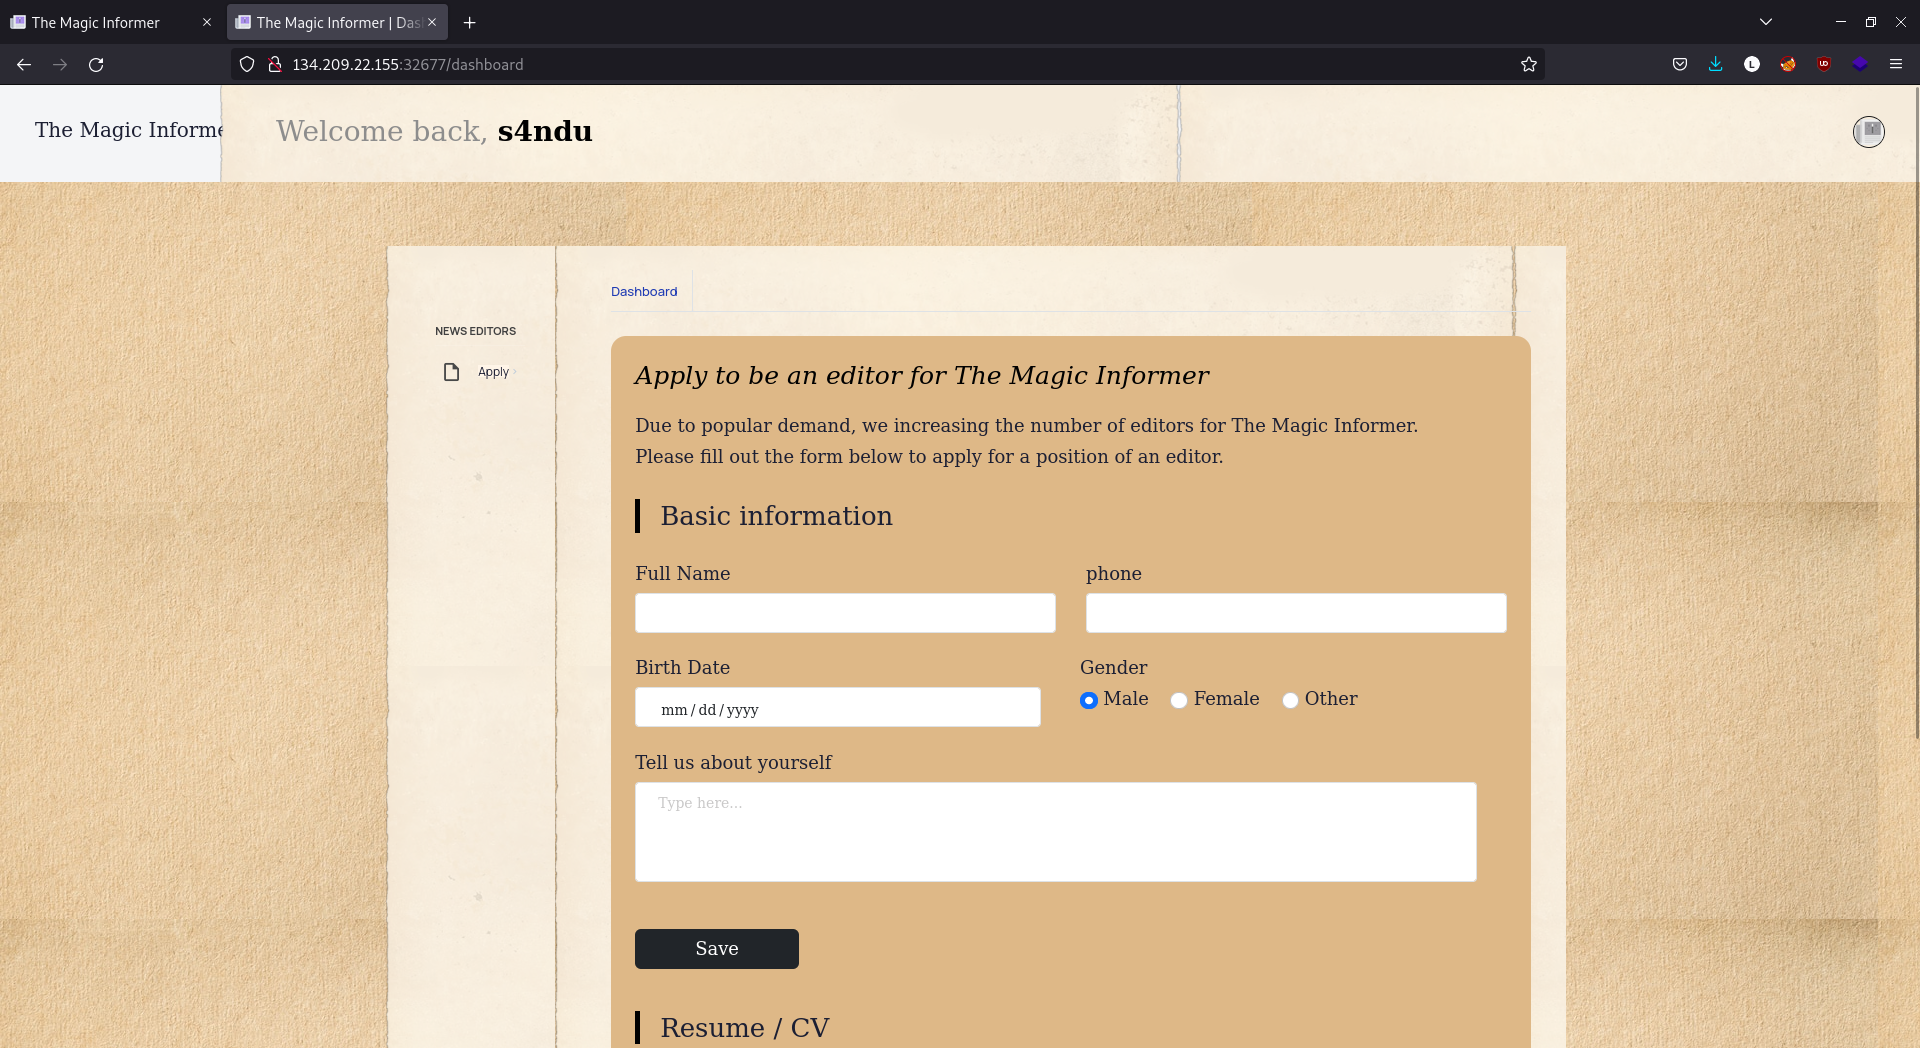 The Magic Informer
The Magic Informer | Das
134.209.22.155:32677/dashboard
L
UD
The Magic Informe
Welcome back, s4ndu
Dashboard
NEWS EDITORS
Apply
Apply to be an editor for The Magic Informer
Due to popular demand, we increasing the number of editors for The Magic Informer.
Please fill out the form below to apply for a position of an editor.
Basic information
Full Name
phone
Birth Date
Gender
mm / dd / yyyy
Male
Female
Other
Tell us about yourself
Type here...
Save
Resume / CV